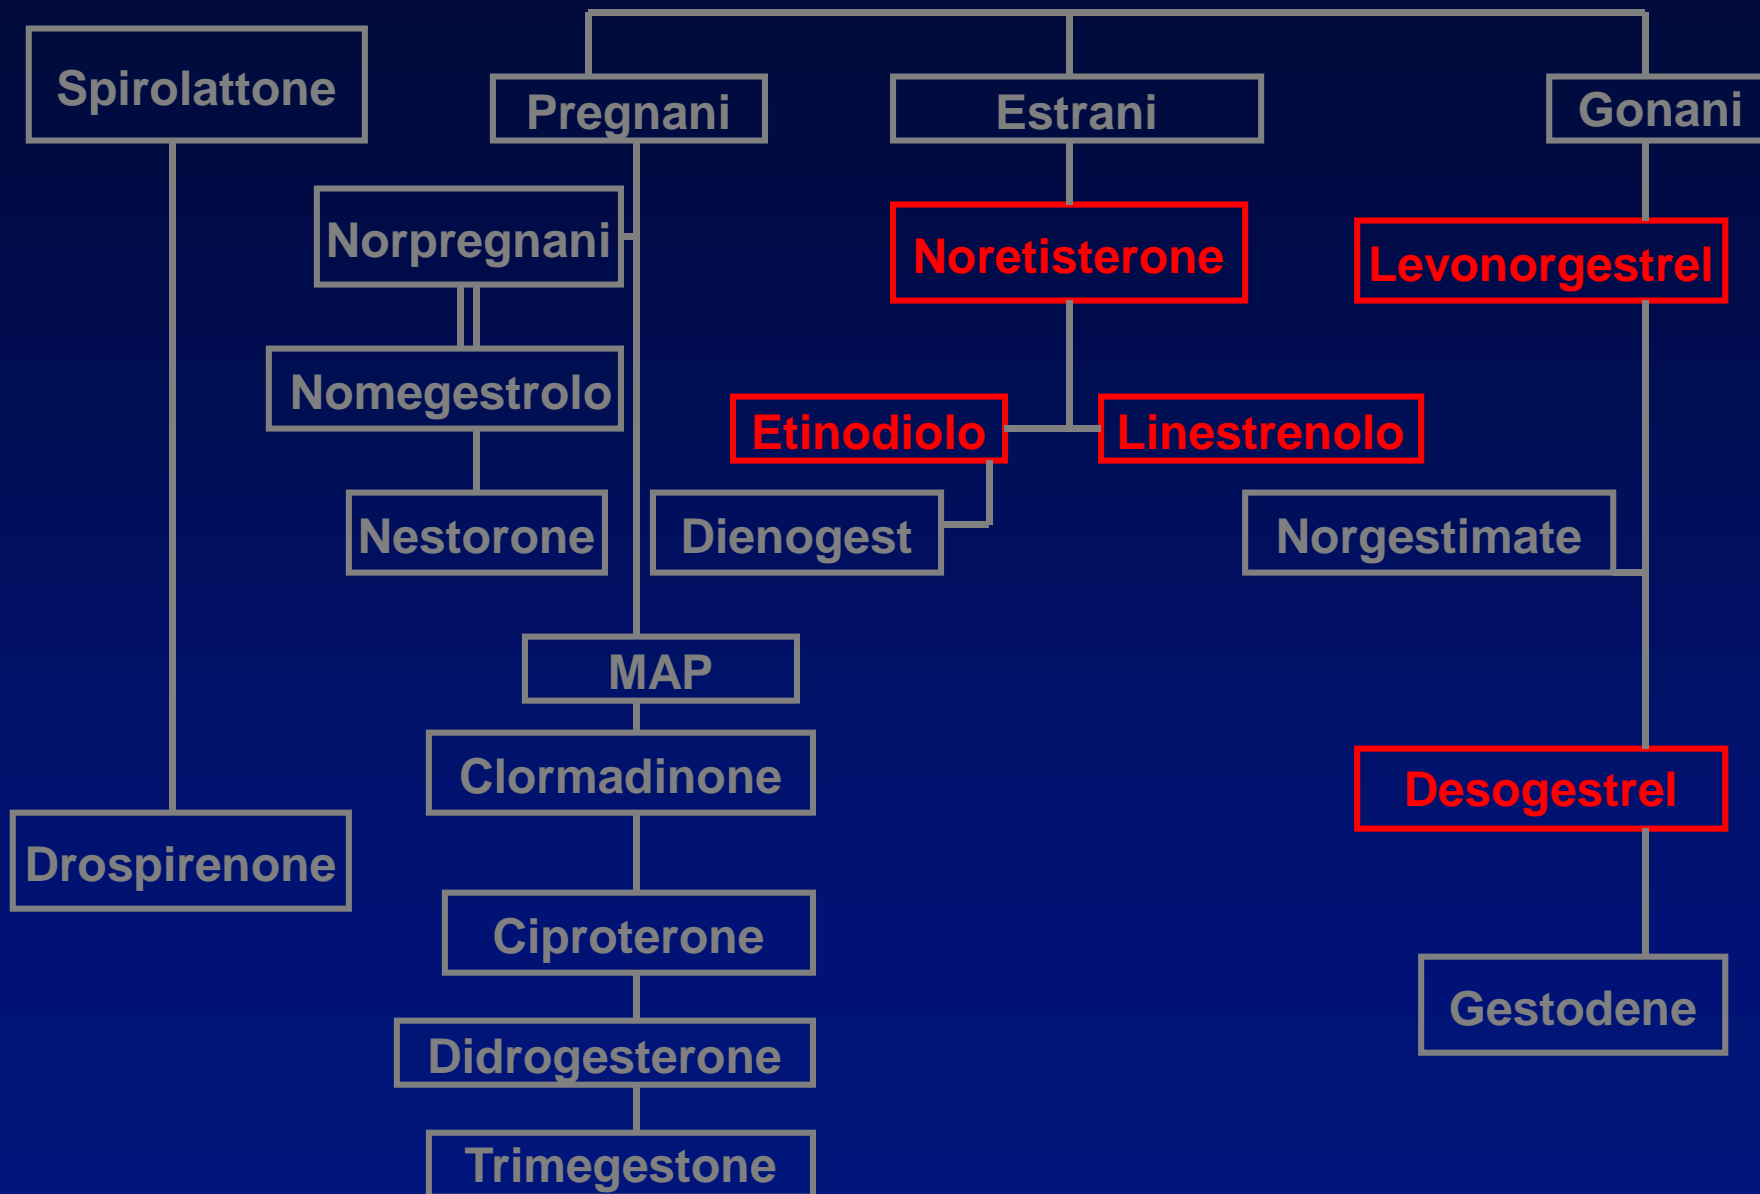 Spirolattone
Pregnani
Estrani
Gonani
Norpregnani
Noretisterone
Levonorgestrel
Nomegestrolo
Etinodiolo
Linestrenolo
Nestorone
Dienogest
Norgestimate
MAP
Clormadinone
Desogestrel
Drospirenone
Ciproterone
Gestodene
Didrogesterone
Trimegestone